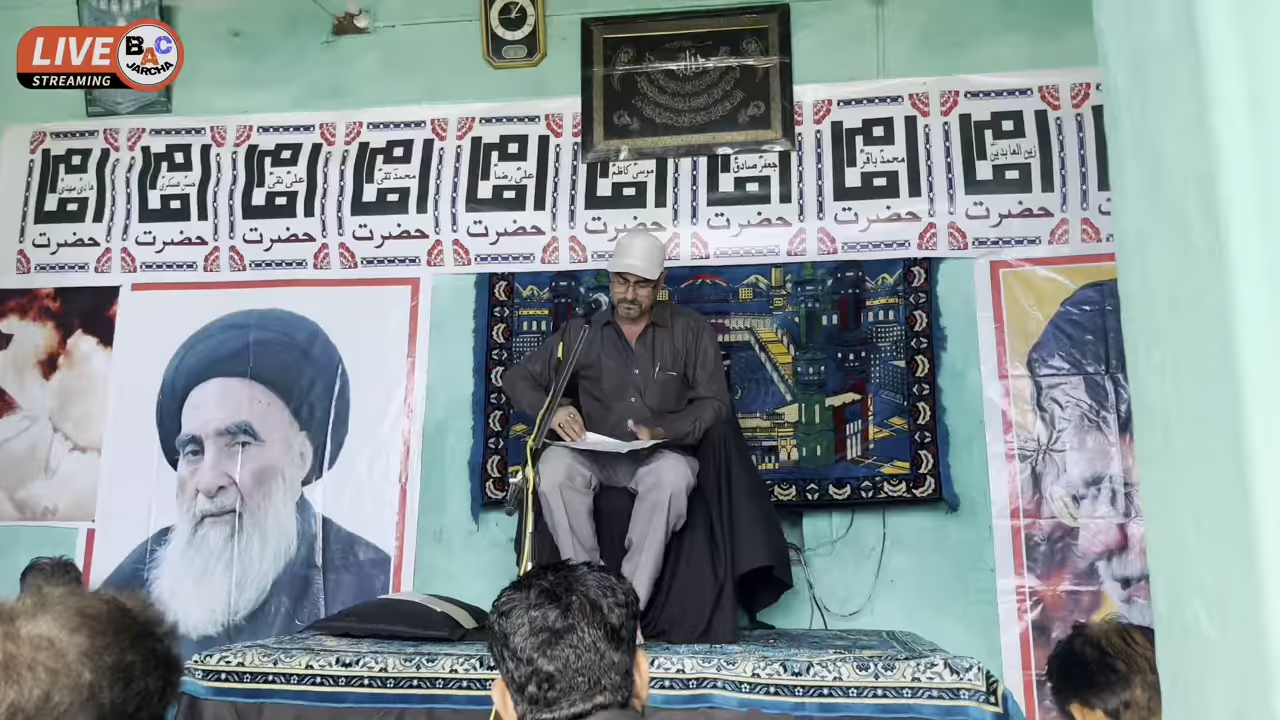 LIVE
STREAMING
BAC
JARCHA
امام
زین العابدین
حضرت
امام
محمد باقرؑ
حضرت
امام
جعفر صادقؑ
حضرت
امام
موسیٰ کاظمؑ
حضرت
امام
علی رضاؑ
حضرت
امام
محمد تقیؑ
حضرت
امام
علی نقیؑ
حضرت
امام
حسن عسکریؑ
حضرت
امام
حضرت